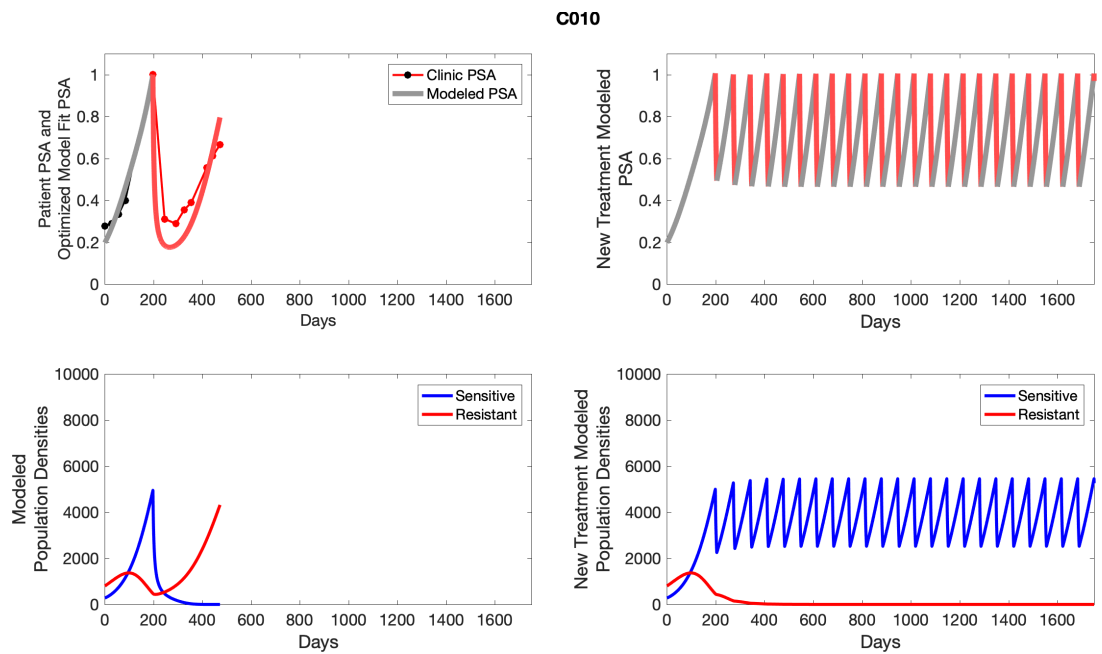 C010
Patient PSA and
Optimized Model Fit PSA
1
0.8
0.6
0.4
0.2
0
0 200 400 600 800 1000 1200 1400 1600
Days
Clinic PSA
Modeled PSA
New Treatment Modeled
PSA
1
0.8
0.6
0.4
0.2
0
0 200 400 600 800 1000 1200 1400 1600
Days
Modeled
Population Densities
10000
8000
6000
4000
2000
0
0 200 400 600 800 1000 1200 1400 1600
Days
Sensitive
Resistant
New Treatment Modeled
Population Densities
10000
8000
6000
4000
2000
0
0 200 400 600 800 1000 1200 1400 1600
Days
Sensitive
Resistant